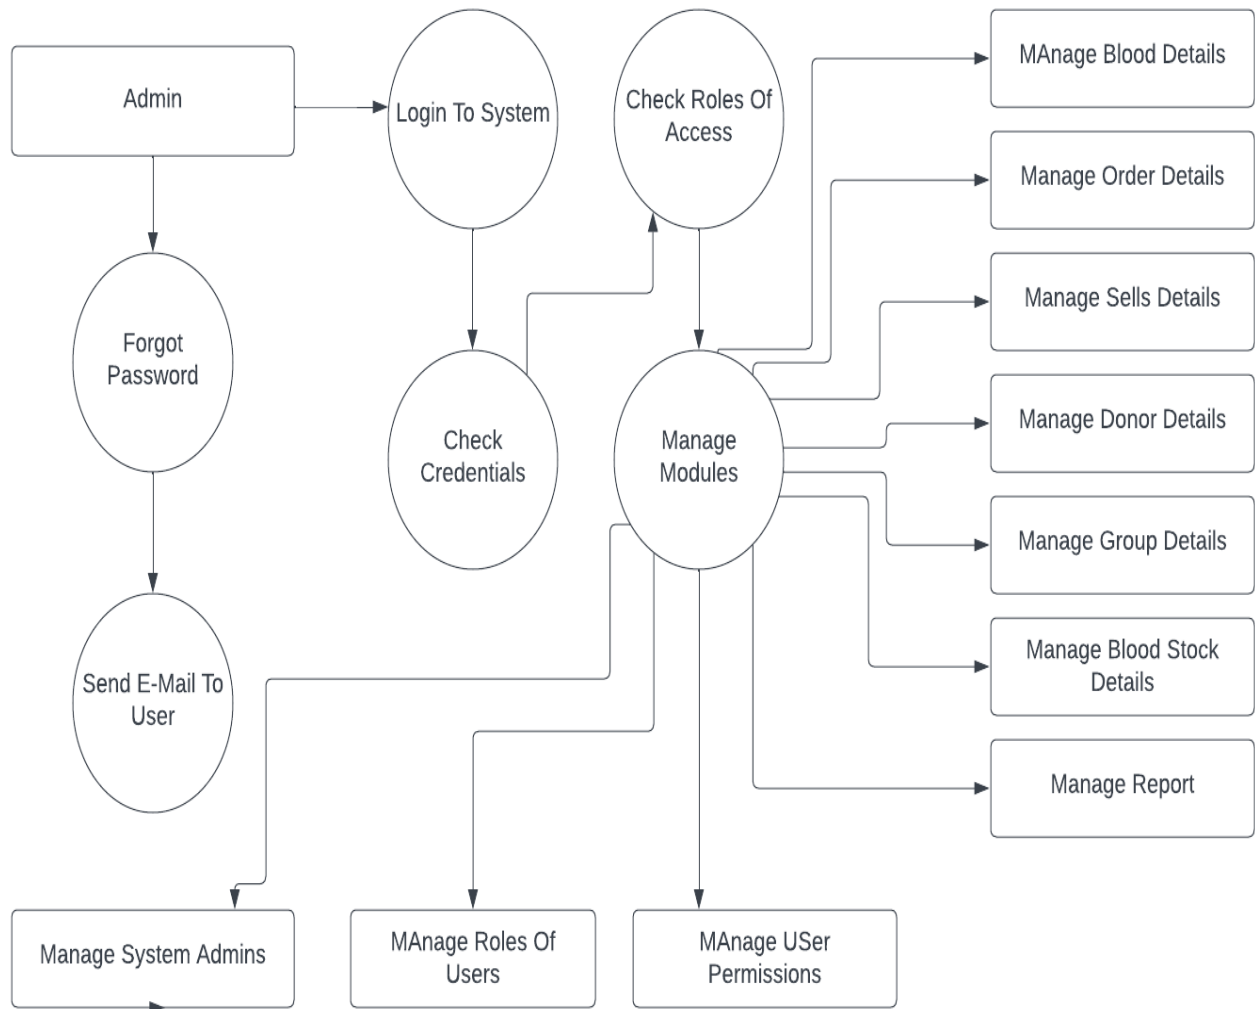 Admin
Login To System
Check Roles Of
Access
MAnage Blood Details
Manage Order Details
Manage Sells Details
Forgot
Password
Check
Credentials
Manage
Modules
Manage Donor Details
Manage Group Details
Manage Blood Stock
Details
Send E-Mail To
User
Manage Report
Manage System Admins
MAnage Roles Of
Users
MAnage USer
Permissions